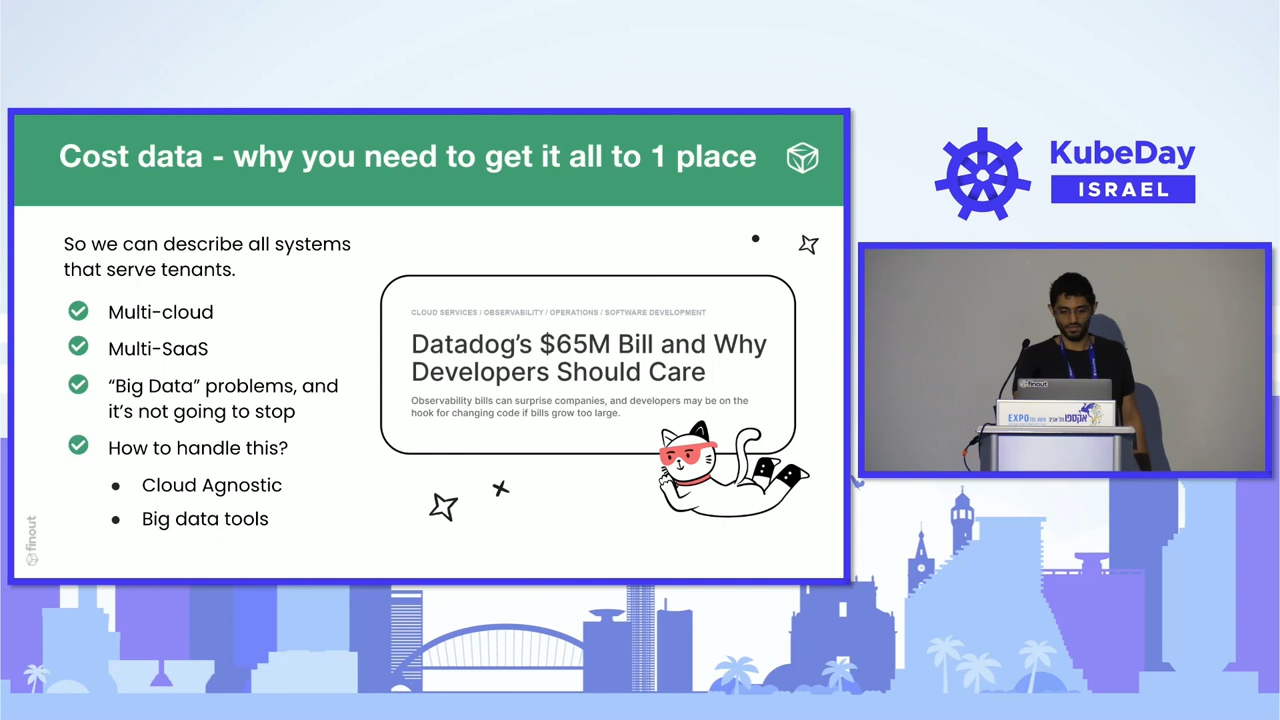 Cost data - why you need to get it all to 1 place
So we can describe all systems
that serve tenants.
Multi-cloud
Multi-SaaS
“Big Data” problems, and
it’s not going to stop
How to handle this?
Cloud Agnostic
Big data tools
CLOUD SERVICES / OBSERVABILITY / OPERATIONS / SOFTWARE DEVELOPMENT
Datadog’s $65M Bill and Why
Developers Should Care
Observability bills can surprise companies, and developers may be on the
hook for changing code if bills grow too large.
finout
KubeDay
ISRAEL
finout
EXPO אקספו